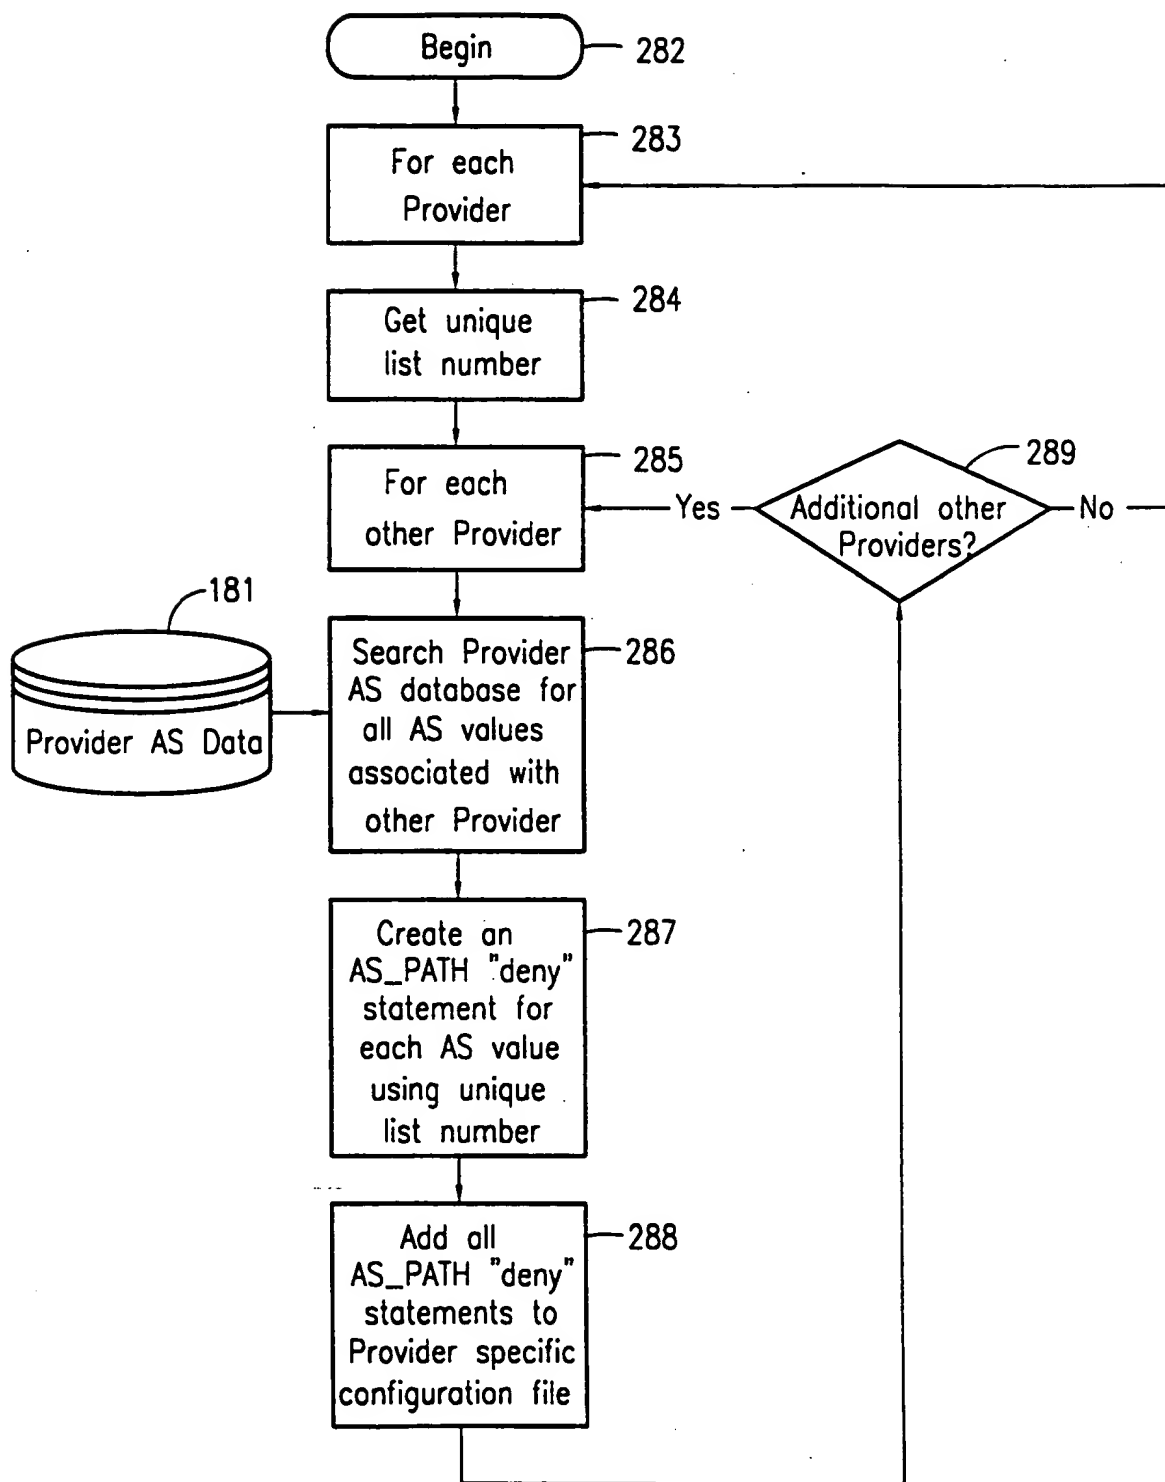 Begin
282
For each
Provider
283
Get unique
list number
284
For each
other Provider
285
Yes
Additional other
Providers?
289
No
181
Provider AS Data
Search Provider
AS database for
all AS values
associated with
other Provider
286
Create an
AS_PATH "deny"
statement for
each AS value
using unique
list number
287
Add all
AS_PATH "deny"
statements to
Provider specific
configuration file
288